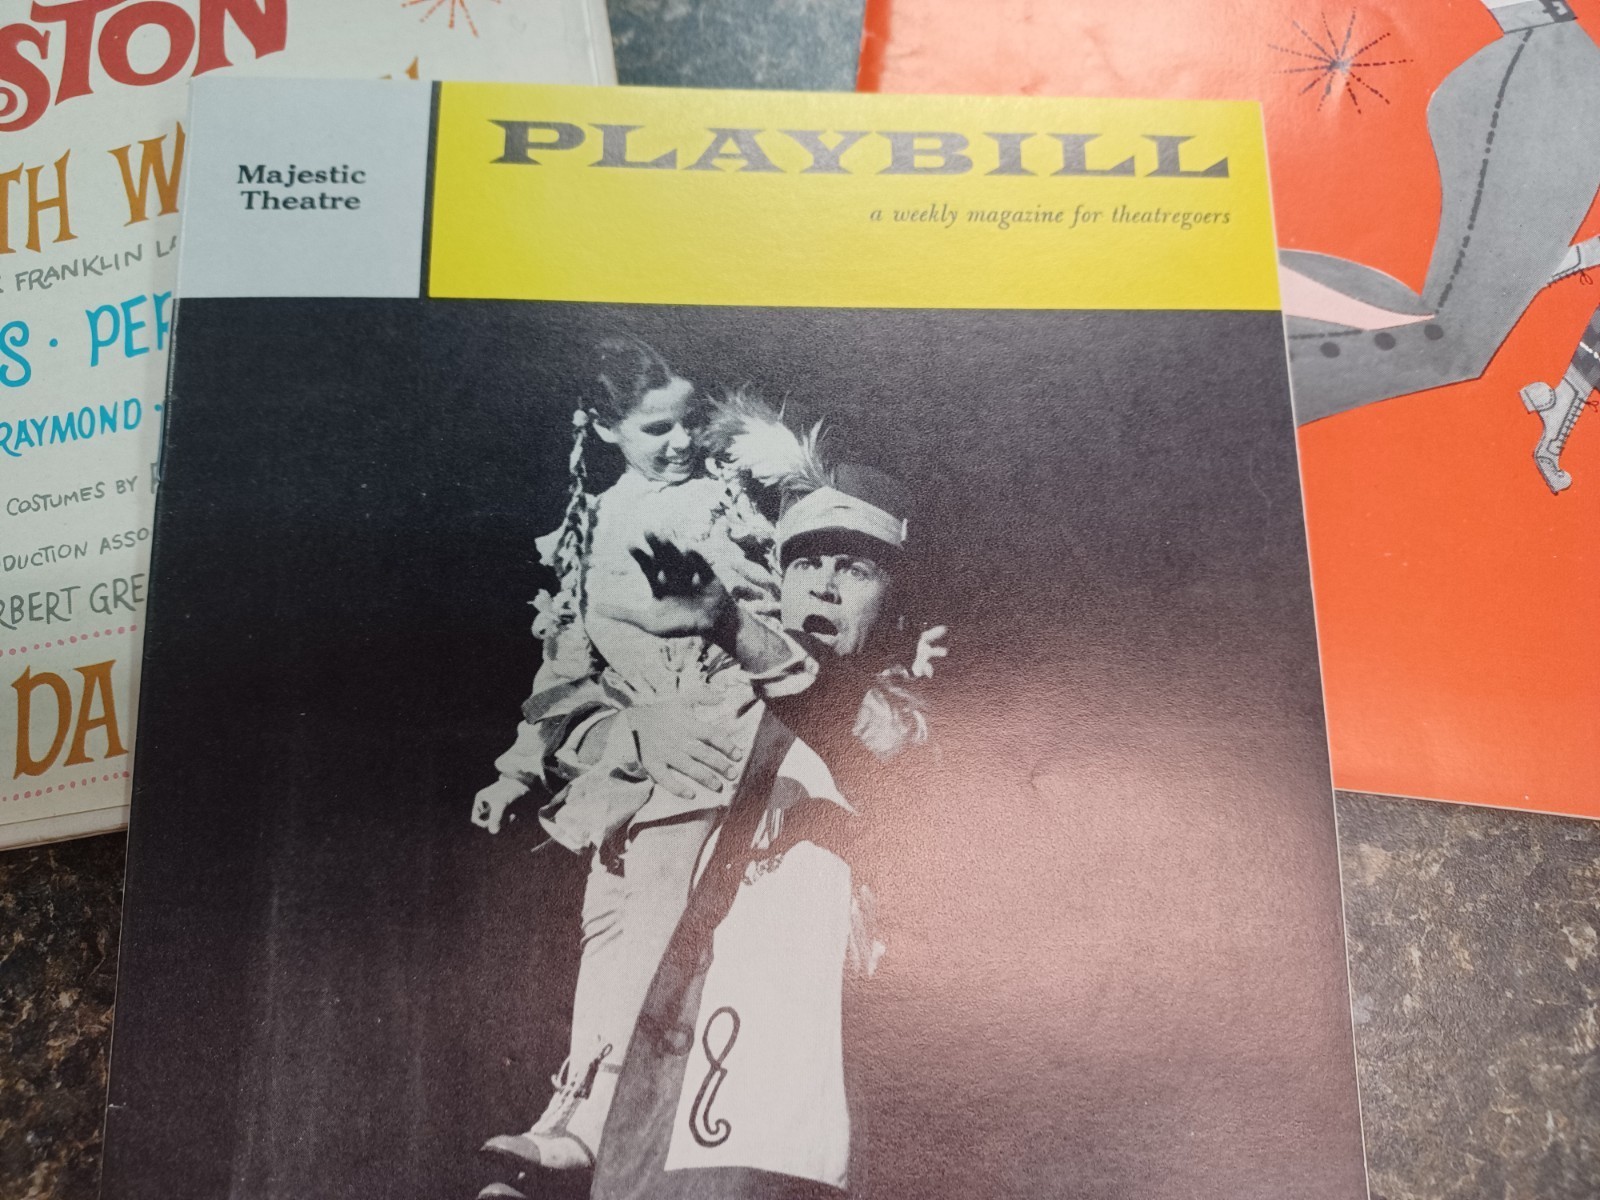 STON
TH W
FRANKLIN LA
S · PER
RAYMOND ·
COSTUMES BY
DUCTION ASSO
RBERT GRE
DA
Majestic
Theatre
PLAYBILL
a weekly magazine for theatregoers